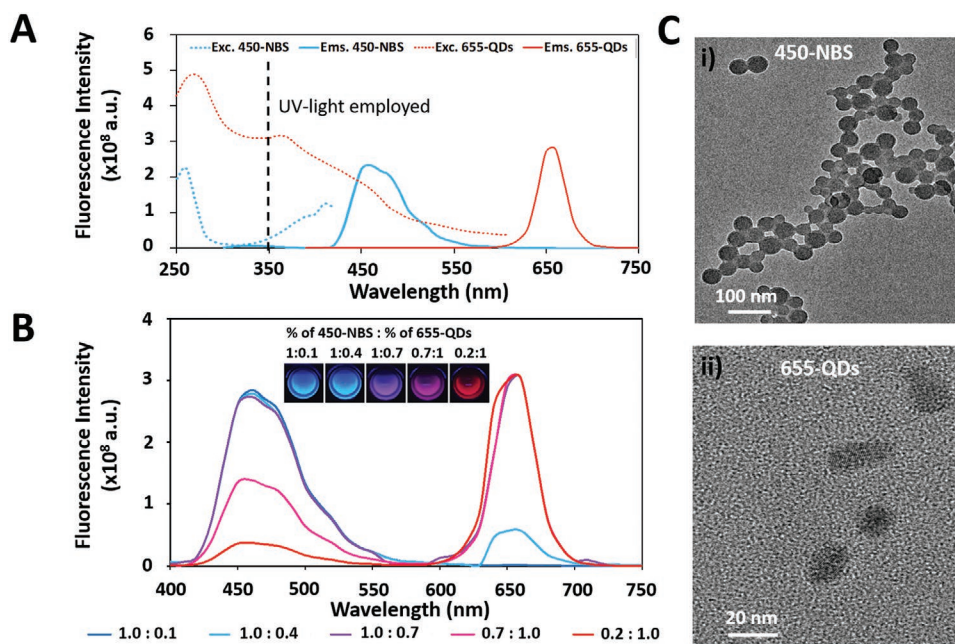 A
Fluorescence Intensity
(x10⁸ a.u.)
6
5
4
3
2
1
0
Exc. 450-NBS Ems. 450-NBS Exc. 655-QDs Ems. 655-QDs
UV-light employed
250 350 450 550 650 750
Wavelength (nm)
B
Fluorescence Intensity
(x10⁸ a.u.)
4
3
2
1
0
% of 450-NBS : % of 655-QDs
1:0.1 1:0.4 1:0.7 0.7:1 0.2:1
400 450 500 550 600 650 700 750
Wavelength (nm)
1.0 : 0.1 1.0 : 0.4 1.0 : 0.7 0.7 : 1.0 0.2 : 1.0
C
i) 450-NBS
100 nm
ii) 655-QDs
20 nm